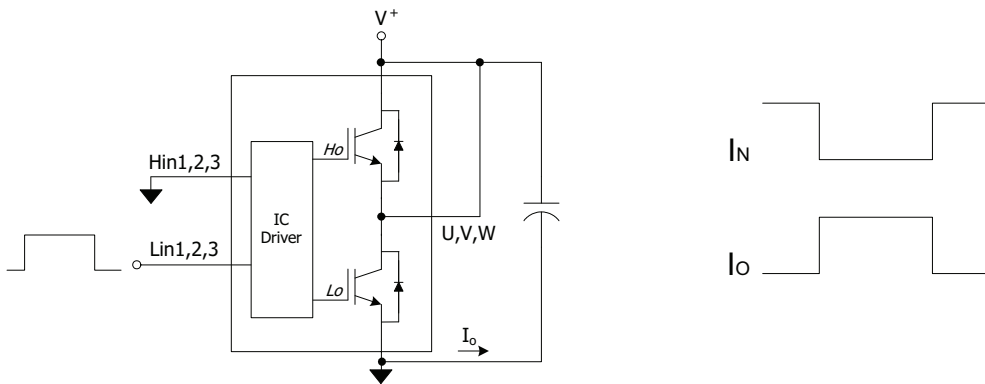 V+
Hin1,2,3
Ho
IC
Driver
U,V,W
Lin1,2,3
Lo
Io
IN
IO